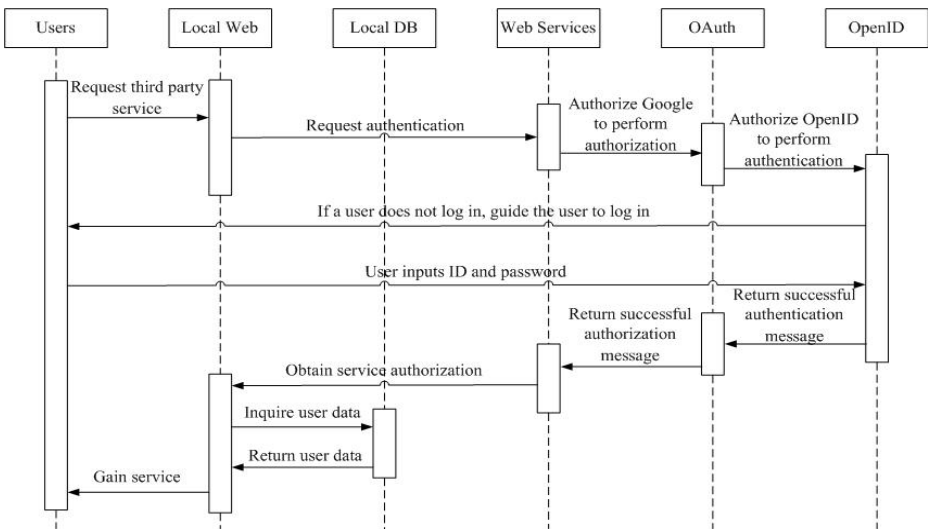 Users
Local Web
Local DB
Web Services
OAuth
OpenID
Request third party
service
Request authentication
Authorize Google
to perform
authorization
Authorize OpenID
to perform
authentication
If a user does not log in, guide the user to log in
User inputs ID and password
Return successful
authentication
message
Return successful
authorization
message
Obtain service authorization
Inquire user data
Return user data
Gain service